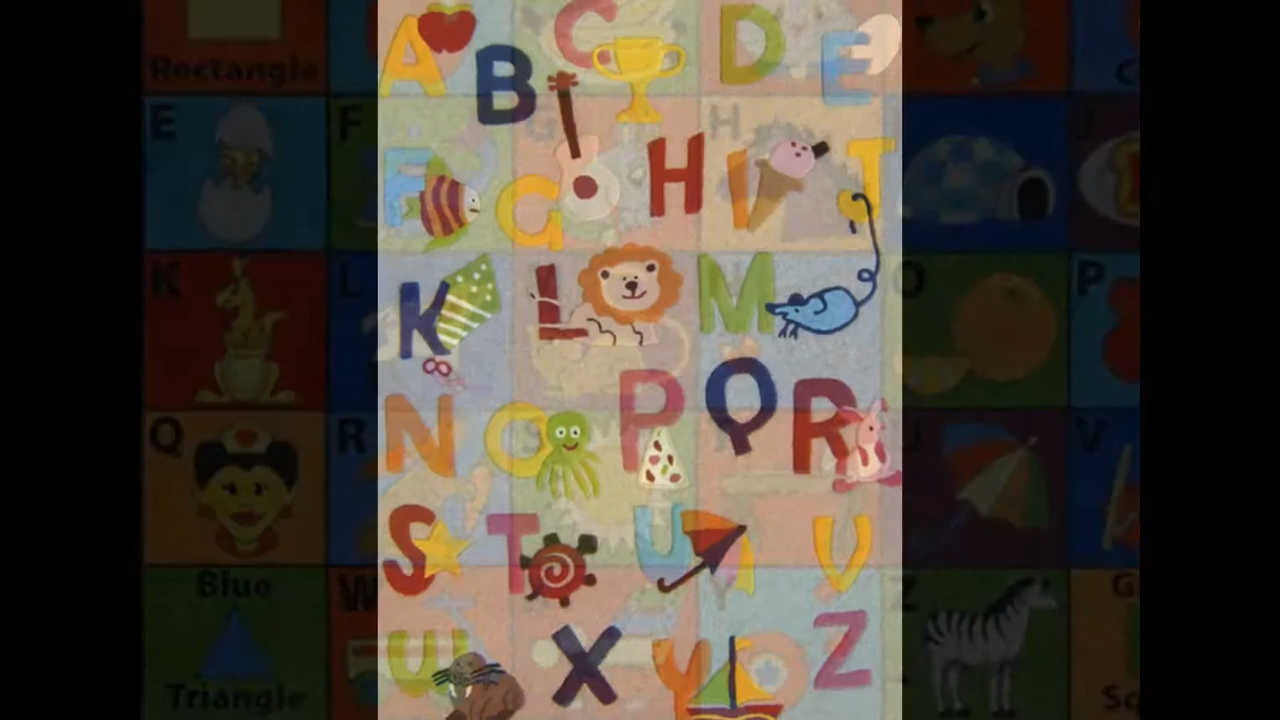 A B C D E
F G H I J
K L M
N O P Q R
S T U V
W X Y Z
Rectangle
E F G H J
K L O P
Q R S U V
Blue
Triangle
W Y Z